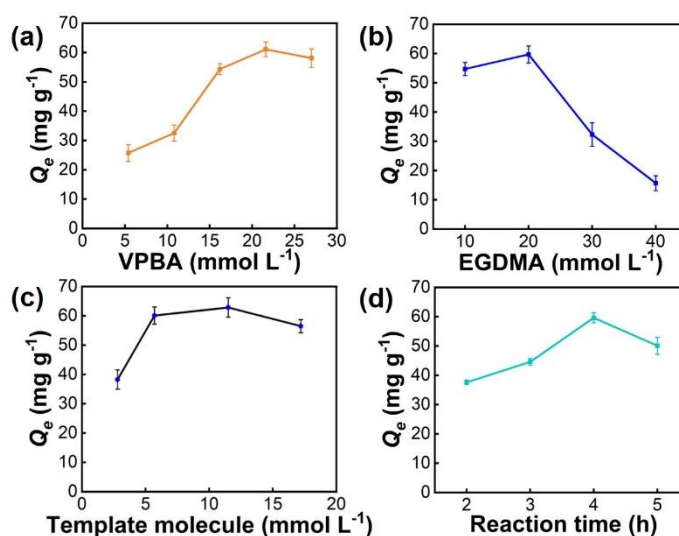 (a)
70
60
50
40
30
20
10
0
Qe (mg g-1)
0 5 10 15 20 25 30
VPBA (mmol L-1)
(b)
70
60
50
40
30
20
10
0
Qe (mg g-1)
10 20 30 40
EGDMA (mmol L-1)
(c)
70
60
50
40
30
20
10
0
Qe (mg g-1)
0 5 10 15 20
Template molecule (mmol L-1)
(d)
70
60
50
40
30
20
10
0
Qe (mg g-1)
2 3 4 5
Reaction time (h)